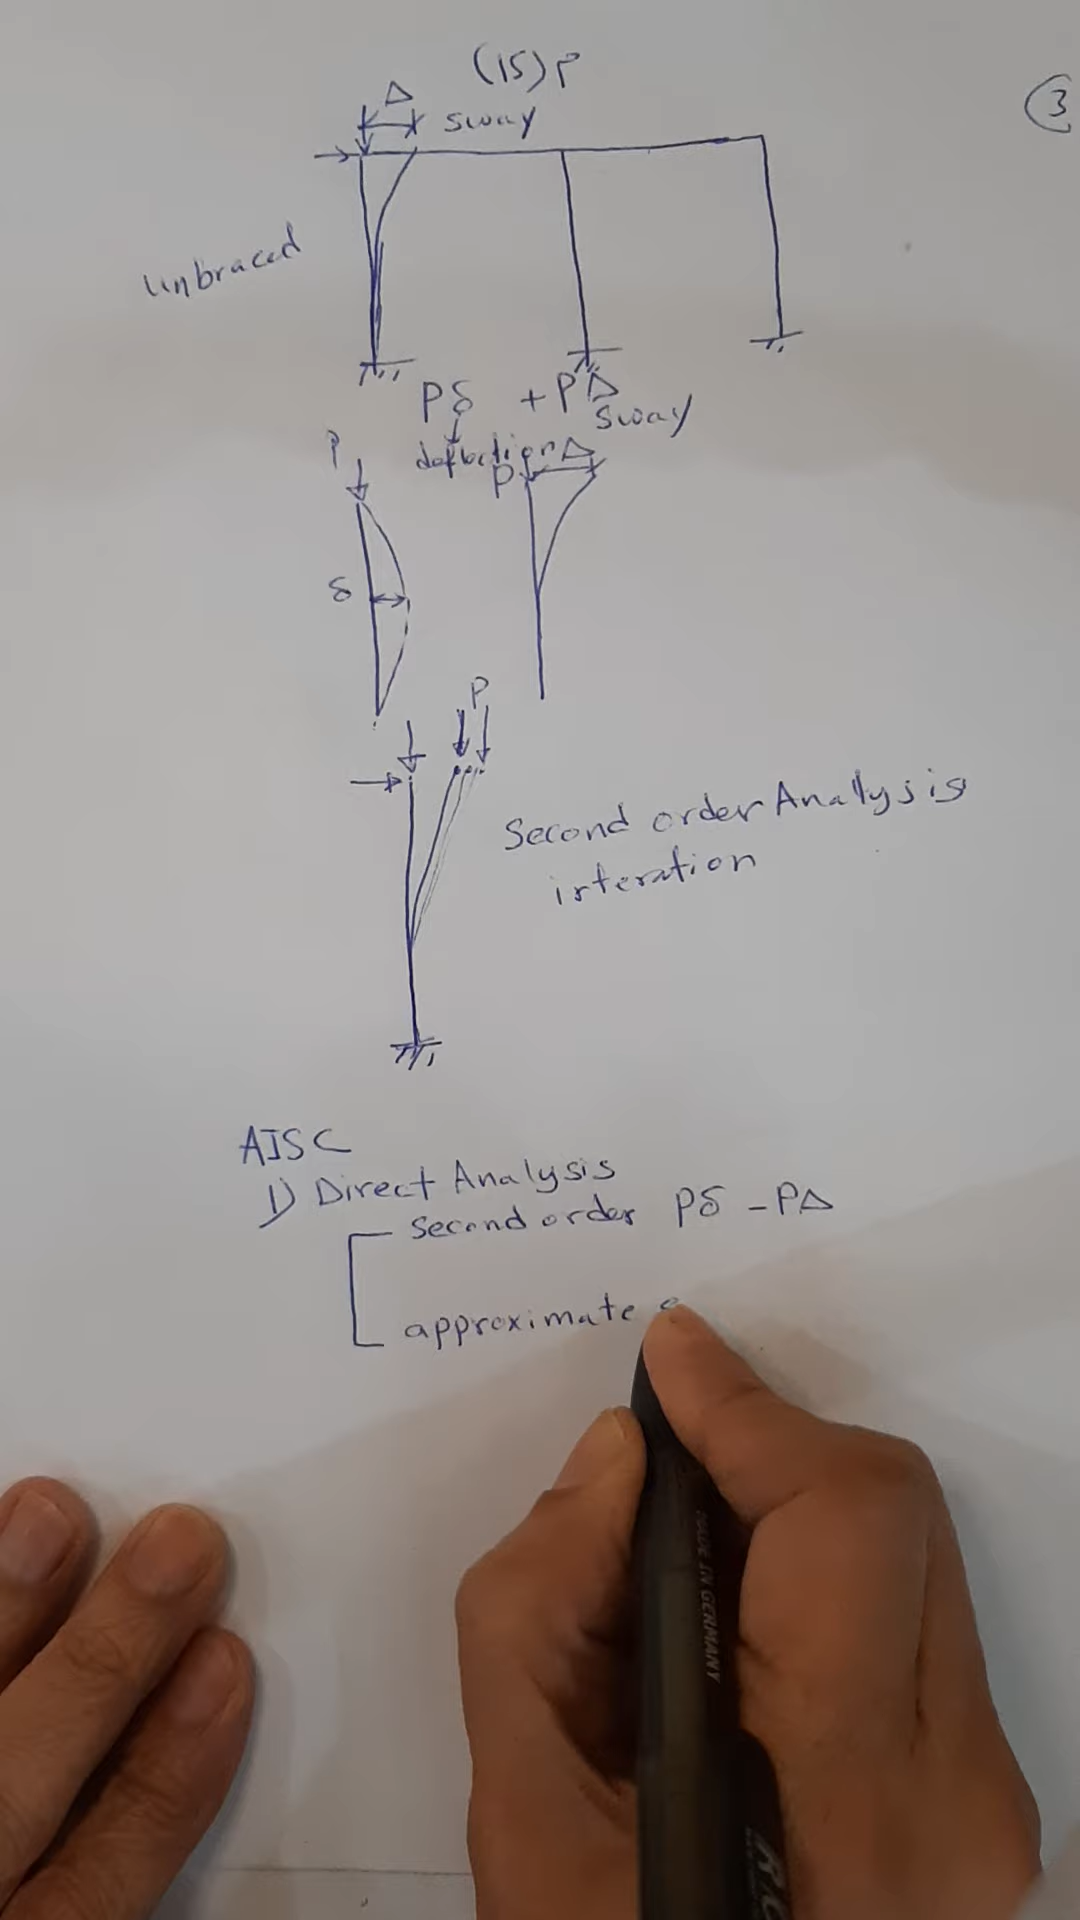 (15) P
3
Δ
sway
unbraced
Pδ + PΔ
sway
deflection
P
Δ
P
δ
P
Second order Analysis
irteration
AISC
1) Direct Analysis
Second order Pδ - PΔ
approximate
MADE IN GERMANY